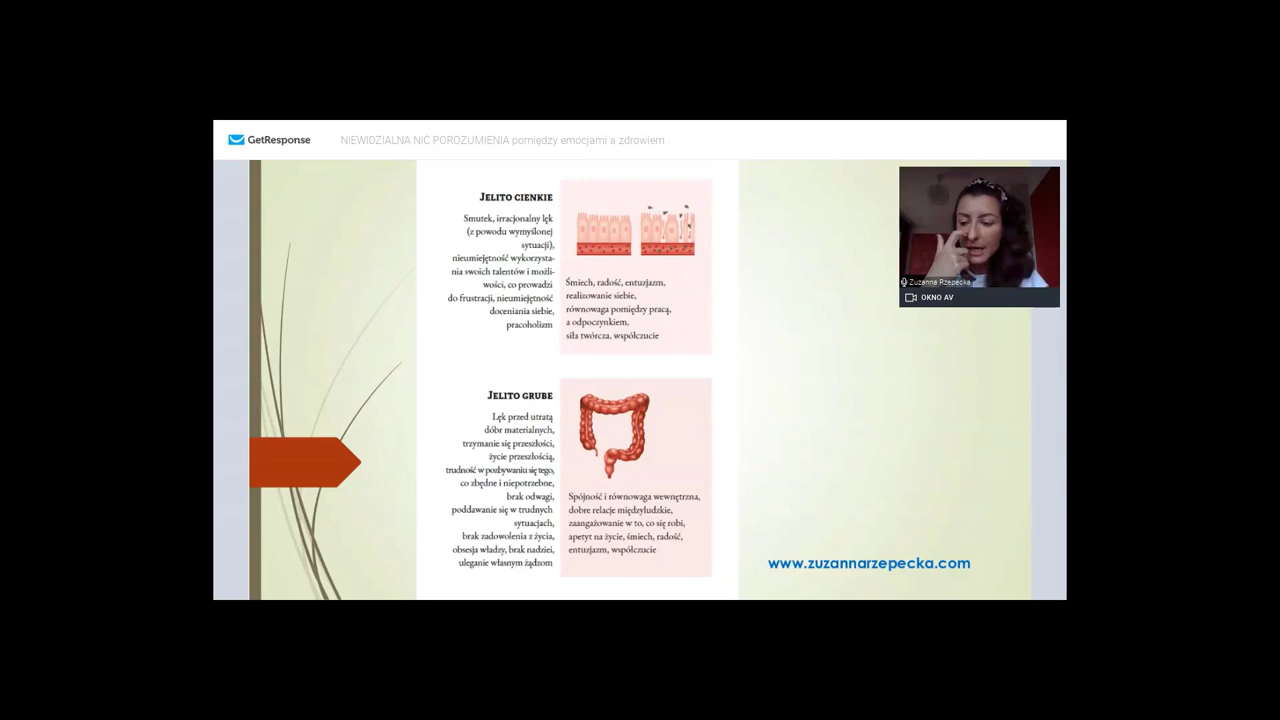 GetResponse
NIEWIDZIALNA NIĆ POROZUMIENIA pomiędzy emocjami a zdrowiem
JELITO CIENKIE
Smutek, irracjonalny lęk
(z powodu wymyślonej
sytuacji),
nieumiejętność wykorzysta-
nia swoich talentów i możli-
wości, co prowadzi
do frustracji, nieumiejętność
doceniania siebie,
pracoholizm
Śmiech, radość, entuzjazm,
realizowanie siebie,
równowaga pomiędzy pracą,
a odpoczynkiem,
siła twórcza, współczucie
JELITO GRUBE
Lęk przed utratą
dóbr materialnych,
trzymanie się przeszłości,
życie przeszłością,
trudność w pozbywaniu się tego,
co zbędne i niepotrzebne,
brak odwagi,
poddawanie się w trudnych
sytuacjach,
brak zadowolenia z życia,
obsesja władzy, brak nadziei,
uleganie własnym żądzom
Spójność i równowaga wewnętrzna,
dobre relacje międzyludzkie,
zaangażowanie w to, co się robi,
apetyt na życie, śmiech, radość,
entuzjazm, współczucie
Zuzanna Rzepecka
OKNO AV
www.zuzannarzepecka.com